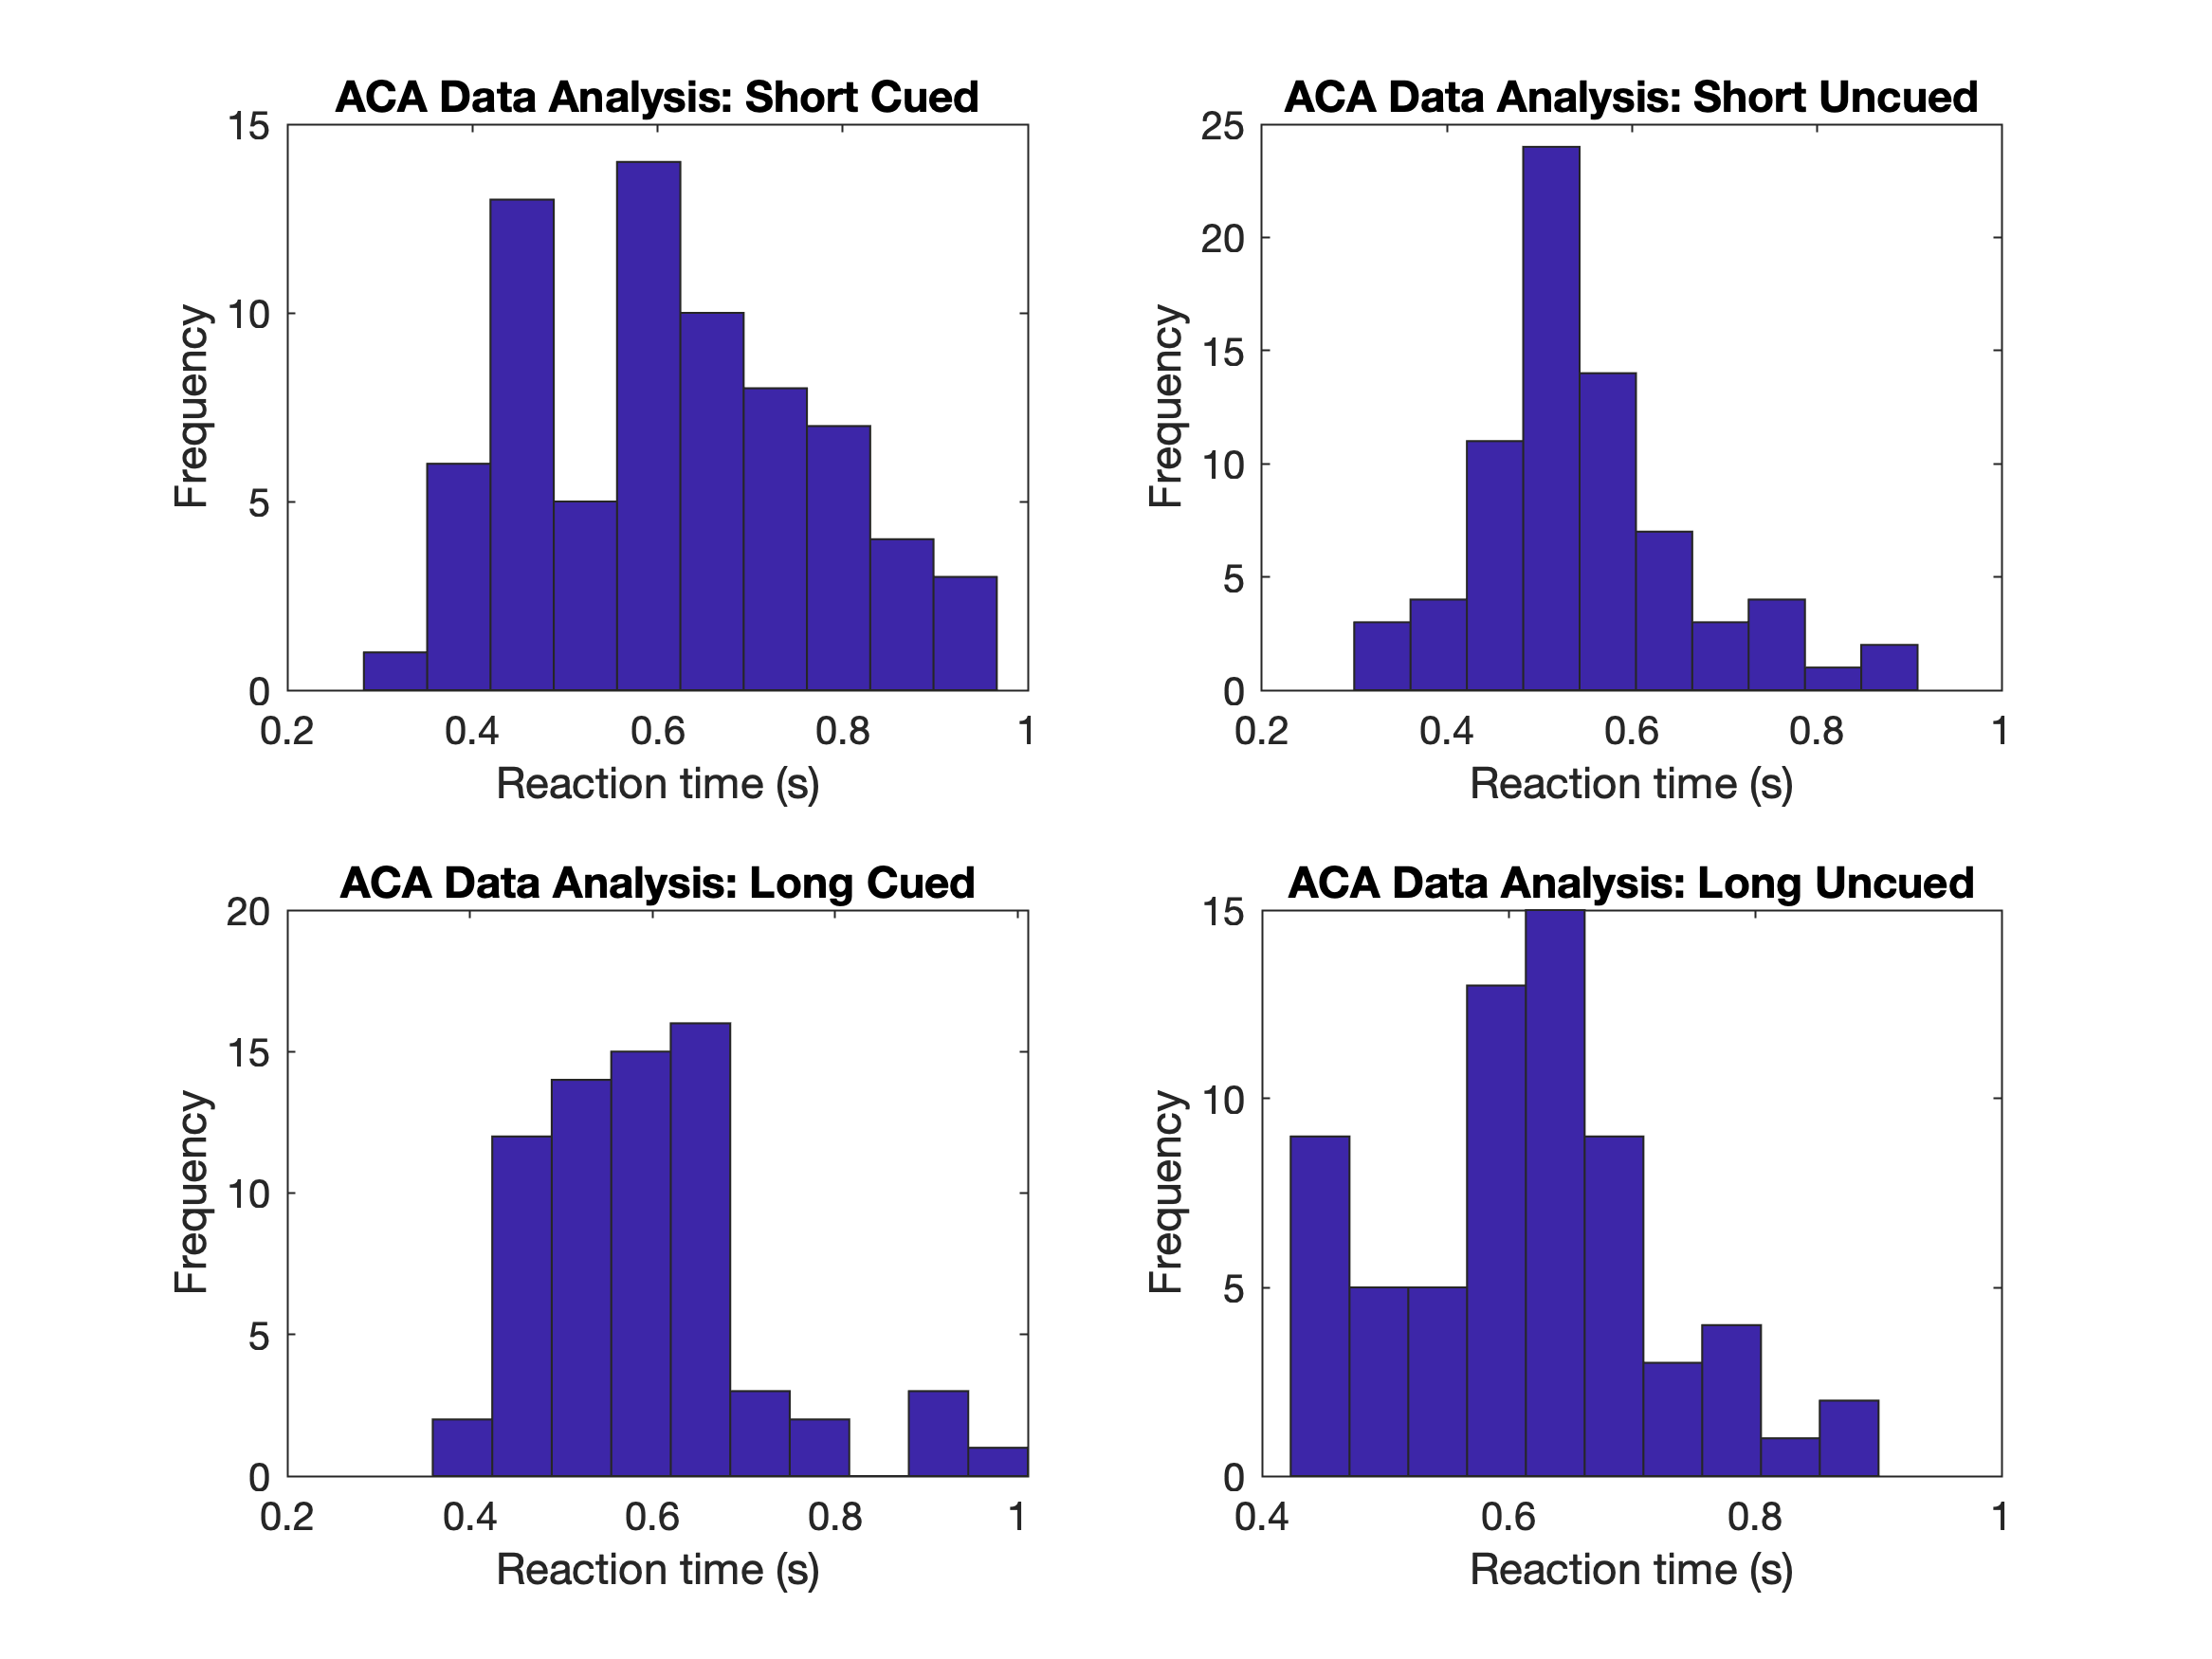 ACA Data Analysis: Short Cued
15
10
5
0
Frequency
0.2 0.4 0.6 0.8 1
Reaction time (s)
ACA Data Analysis: Short Uncued
25
20
15
10
5
0
Frequency
0.2 0.4 0.6 0.8 1
Reaction time (s)
ACA Data Analysis: Long Cued
20
15
10
5
0
Frequency
0.2 0.4 0.6 0.8 1
Reaction time (s)
ACA Data Analysis: Long Uncued
15
10
5
0
Frequency
0.4 0.6 0.8 1
Reaction time (s)